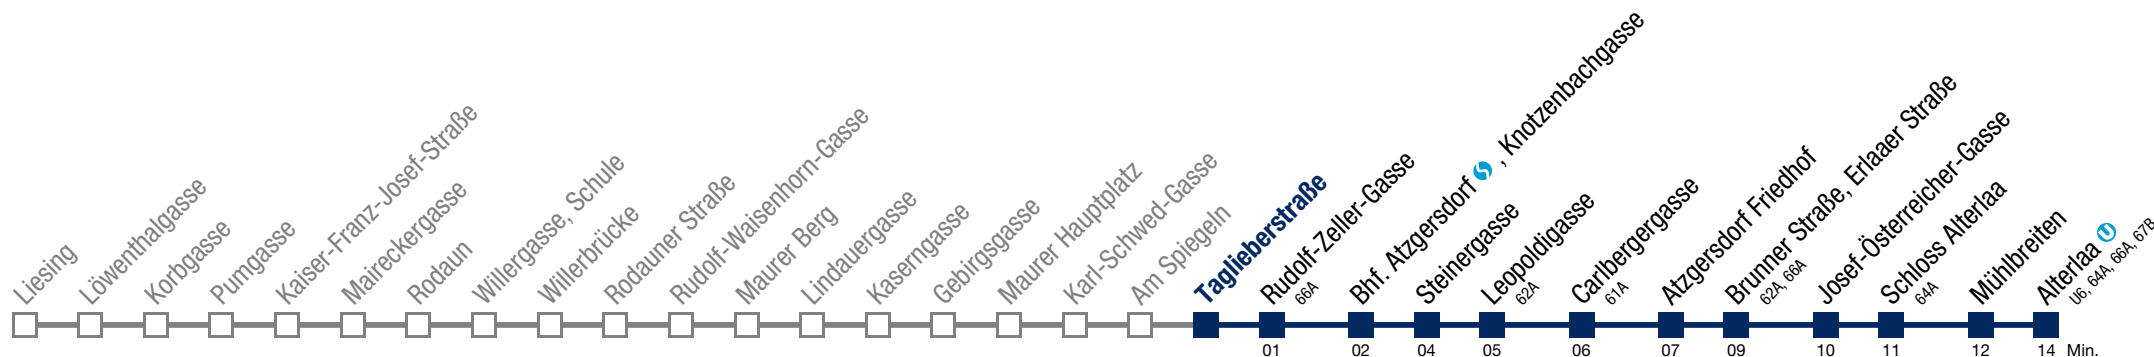 Liesing
Löwenthalgasse
Korbgasse
Pumgasse
Kaiser-Franz-Josef-Straße
Maireckergasse
Rodaun
Willergasse, Schule
Willerbrücke
Rodauner Straße
Rudolf-Waisenhorn-Gasse
Maurer Berg
Lindauergasse
Kaserngasse
Gebirgsgasse
Maurer Hauptplatz
Karl-Schwed-Gasse
Am Spiegeln
Taglieberstraße
Rudolf-Zeller-Gasse
66A
Bhf. Atzgersdorf S , Knotzenbachgasse
Steinergasse
Leopoldigasse
62A
Carlbergergasse
61A
Atzgersdorf Friedhof
Brunner Straße, Erlaaer Straße
62A, 66A
Josef-Österreicher-Gasse
Schloss Alterlaa
64A
Mühlbreiten
Alterlaa U
U6, 64A, 66A, 67B
01 02 04 05 06 07 09 10 11 12 14 Min.